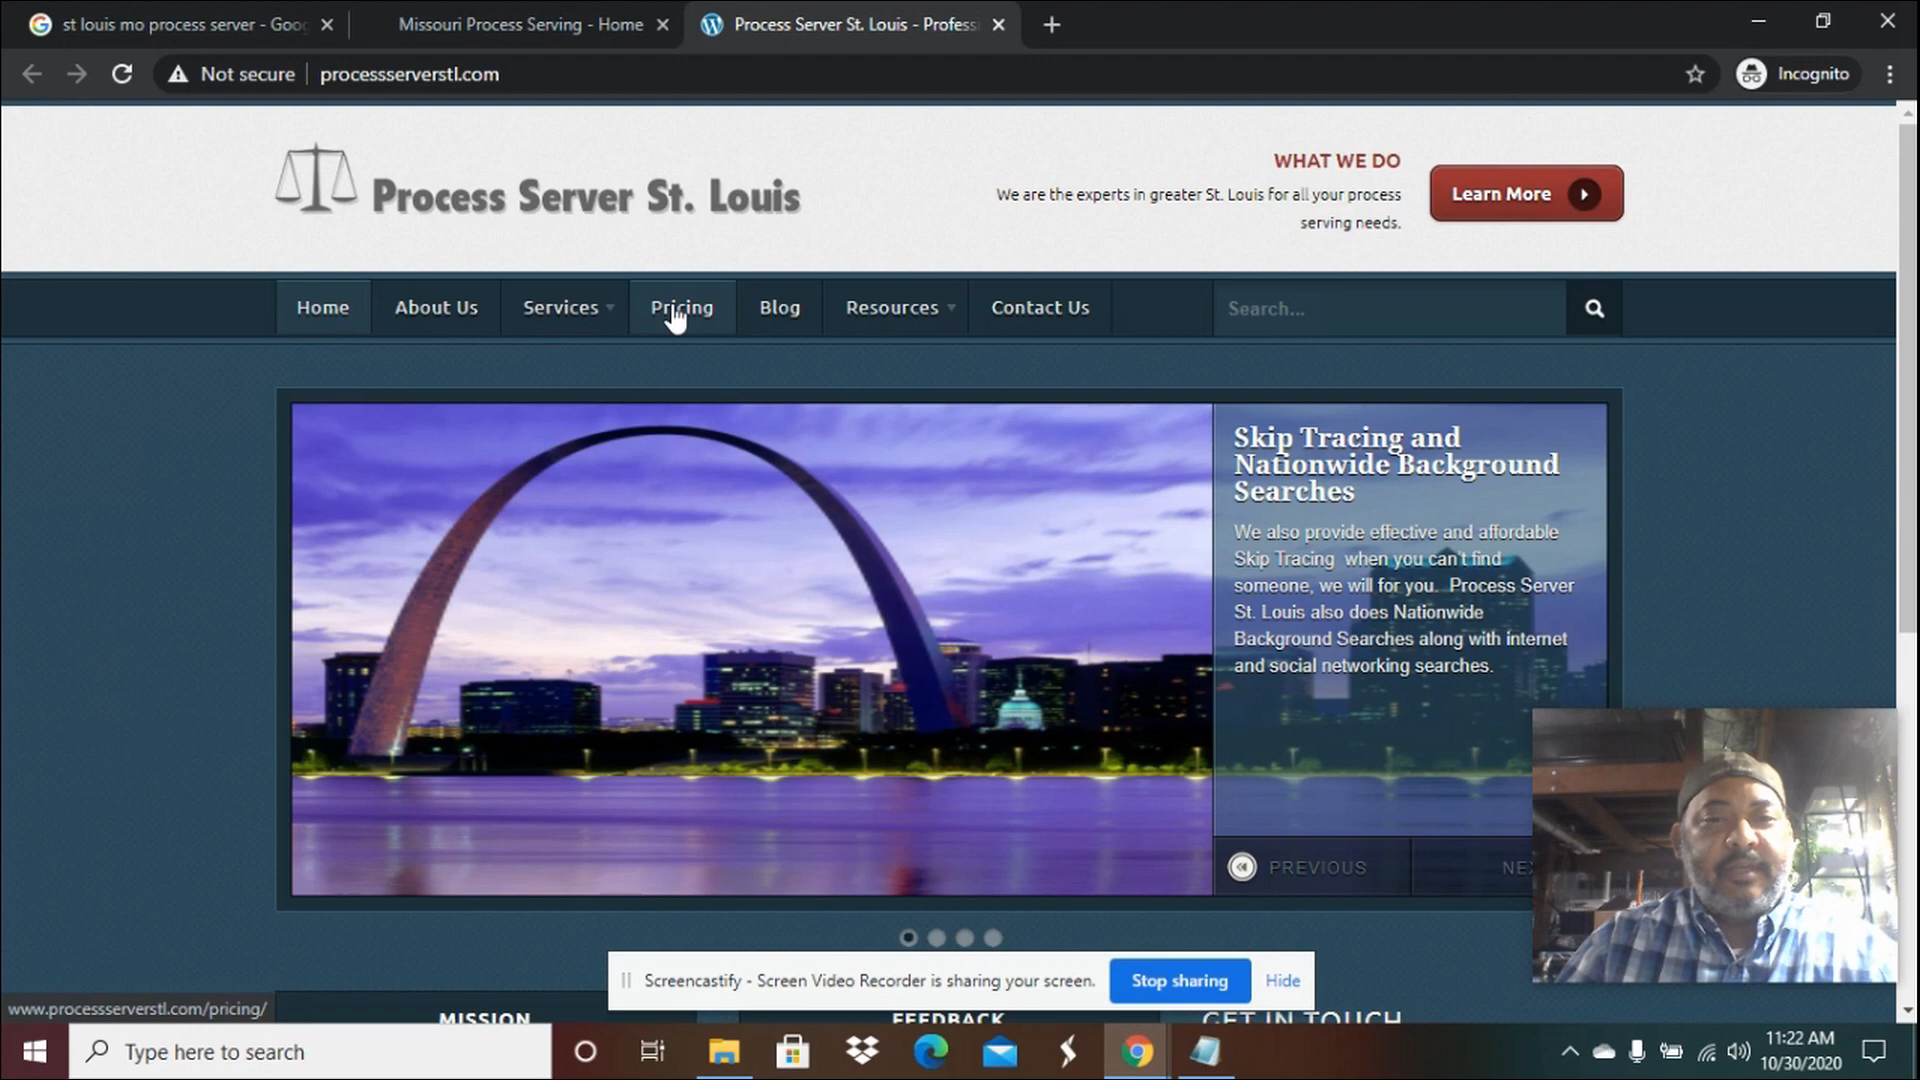 st louis mo process server - Goo
Missouri Process Serving - Home
Process Server St. Louis - Profess
Not secure
processserverstl.com
Incognito
Process Server St. Louis
WHAT WE DO
We are the experts in greater St. Louis for all your process
serving needs.
Learn More
Home
About Us
Services
Pricing
Blog
Resources
Contact Us
Search...
Skip Tracing and
Nationwide Background
Searches
We also provide effective and affordable
Skip Tracing when you can't find
someone, we will for you. Process Server
St. Louis also does Nationwide
Background Searches along with internet
and social networking searches.
PREVIOUS
NE
Screencastify - Screen Video Recorder is sharing your screen.
Stop sharing
Hide
www.processserverstl.com/pricing/
MISSION
FEEDBACK
GET IN TOUCH
Type here to search
11:22 AM
10/30/2020